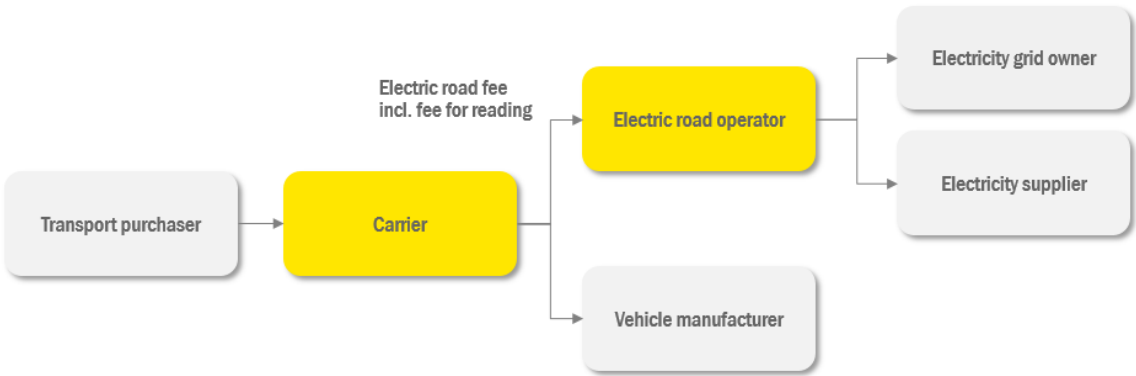 Electricity grid owner
Electric road fee
incl. fee for reading
Electric road operator
Electricity supplier
Transport purchaser
Carrier
Vehicle manufacturer